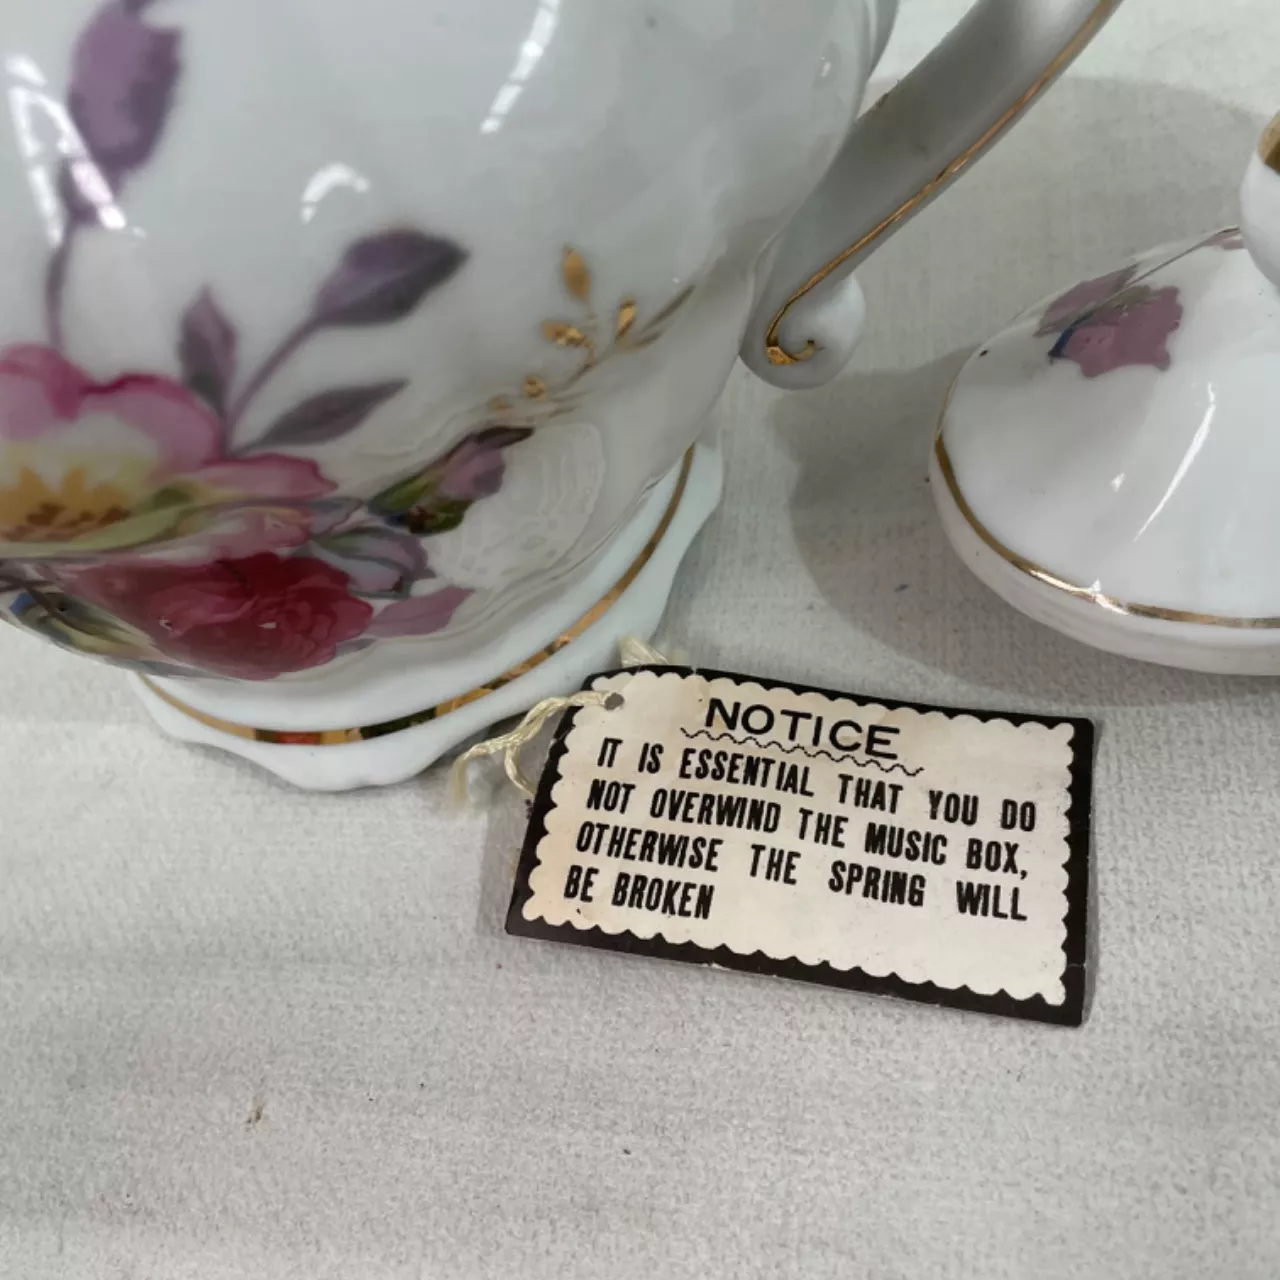 NOTICE
IT IS ESSENTIAL THAT YOU DO
NOT OVERWIND THE MUSIC BOX,
OTHERWISE THE SPRING WILL
BE BROKEN